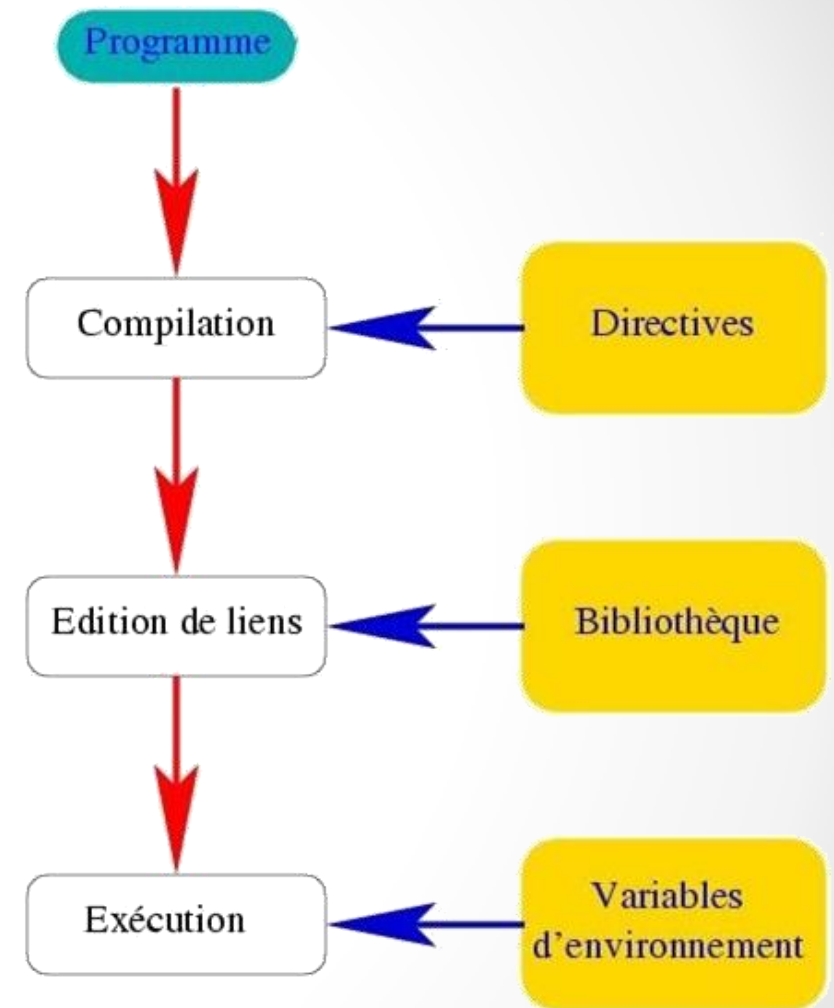 Programme
Compilation
Directives
Edition de liens
Bibliothèque
Exécution
Variables
d'environnement